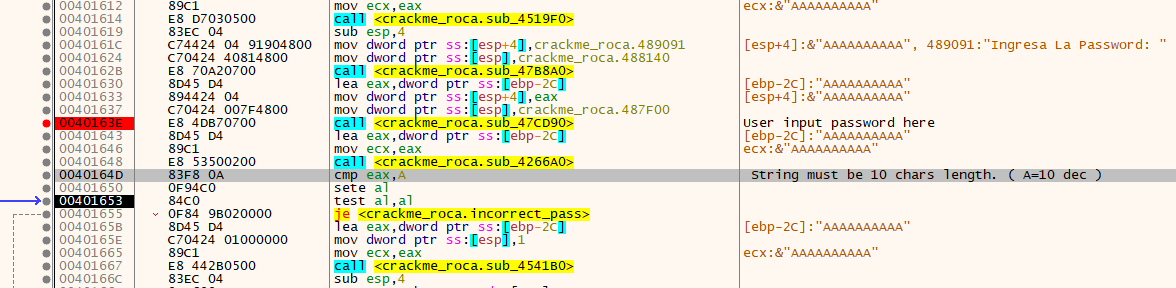 00401612 89C1 mov ecx,eax ecx:&"AAAAAAAAAA"
00401614 E8 D7030500 call <crackme_roca.sub_4519F0>
00401619 83EC 04 sub esp,4
0040161C C74424 04 91904800 mov dword ptr ss:[esp+4],crackme_roca.489091 [esp+4]:&"AAAAAAAAAA", 489091:"Ingresa La Password: "
00401624 C70424 40814800 mov dword ptr ss:[esp],crackme_roca.488140
0040162B E8 70A20700 call <crackme_roca.sub_47B8A0>
00401630 8D45 D4 lea eax,dword ptr ss:[ebp-2C] [ebp-2C]:"AAAAAAAAAA"
00401633 894424 04 mov dword ptr ss:[esp+4],eax [esp+4]:&"AAAAAAAAAA"
00401637 C70424 007F4800 mov dword ptr ss:[esp],crackme_roca.487F00
0040163E E8 4DB70700 call <crackme_roca.sub_47CD90> User input password here
00401643 8D45 D4 lea eax,dword ptr ss:[ebp-2C] [ebp-2C]:"AAAAAAAAAA"
00401646 89C1 mov ecx,eax ecx:&"AAAAAAAAAA"
00401648 E8 53500200 call <crackme_roca.sub_4266A0>
0040164D 83F8 0A cmp eax,A String must be 10 chars length. ( A=10 dec )
00401650 0F94C0 sete al
00401653 84C0 test al,al
00401655 0F84 9B020000 je <crackme_roca.incorrect_pass>
0040165B 8D45 D4 lea eax,dword ptr ss:[ebp-2C] [ebp-2C]:"AAAAAAAAAA"
0040165E C70424 01000000 mov dword ptr ss:[esp],1
00401665 89C1 mov ecx,eax ecx:&"AAAAAAAAAA"
00401667 E8 442B0500 call <crackme_roca.sub_4541B0>
0040166C 83EC 04 sub esp,4